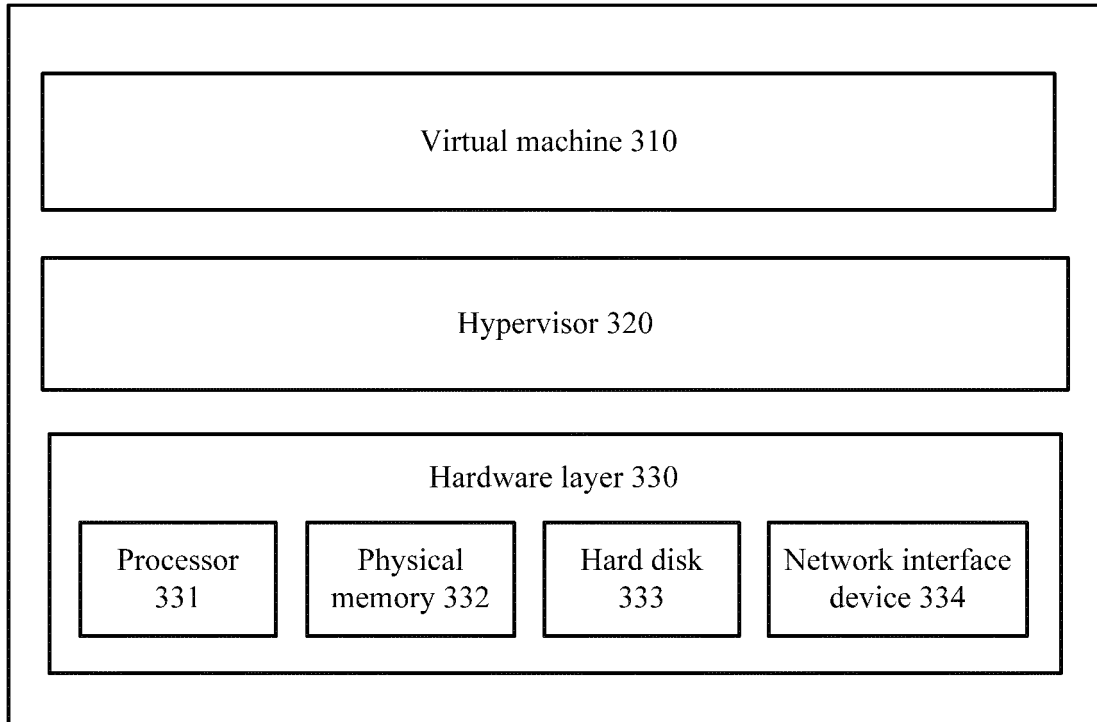 Virtual machine 310
Hypervisor 320
Hardware layer 330
Processor
331
Physical
memory 332
Hard disk
333
Network interface
device 334